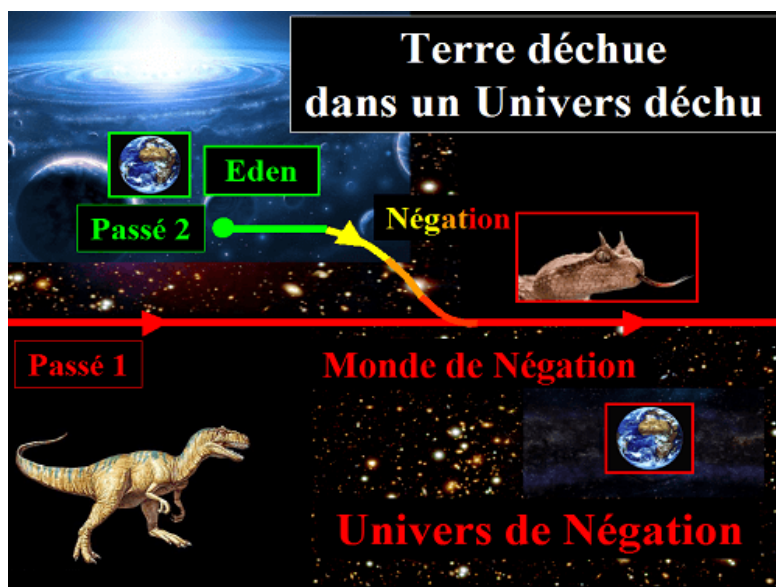 Terre déchue
dans un Univers déchu
Eden
Passé 2
Négation
Passé 1
Monde de Négation
Univers de Négation